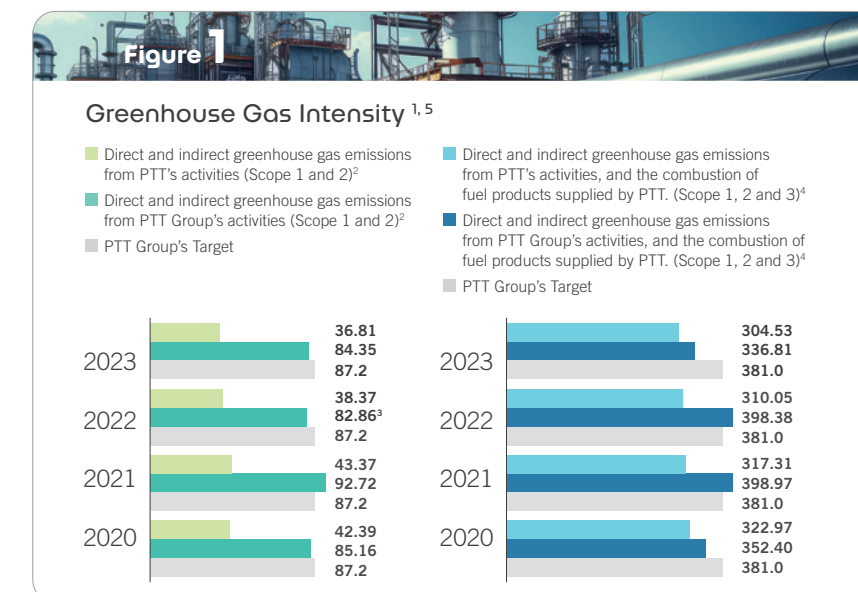 Figure 1
Greenhouse Gas Intensity 1, 5
Direct and indirect greenhouse gas emissions
from PTT's activities (Scope 1 and 2)²
Direct and indirect greenhouse gas emissions
from PTT Group's activities (Scope 1 and 2)²
PTT Group's Target
Direct and indirect greenhouse gas emissions
from PTT's activities, and the combustion of
fuel products supplied by PTT. (Scope 1, 2 and 3)⁴
Direct and indirect greenhouse gas emissions
from PTT Group's activities, and the combustion of
fuel products supplied by PTT. (Scope 1, 2 and 3)⁴
PTT Group's Target
2023
36.81
84.35
87.2
2022
38.37
82.86³
87.2
2021
43.37
92.72
87.2
2020
42.39
85.16
87.2
2023
304.53
336.81
381.0
2022
310.05
398.38
381.0
2021
317.31
398.97
381.0
2020
322.97
352.40
381.0